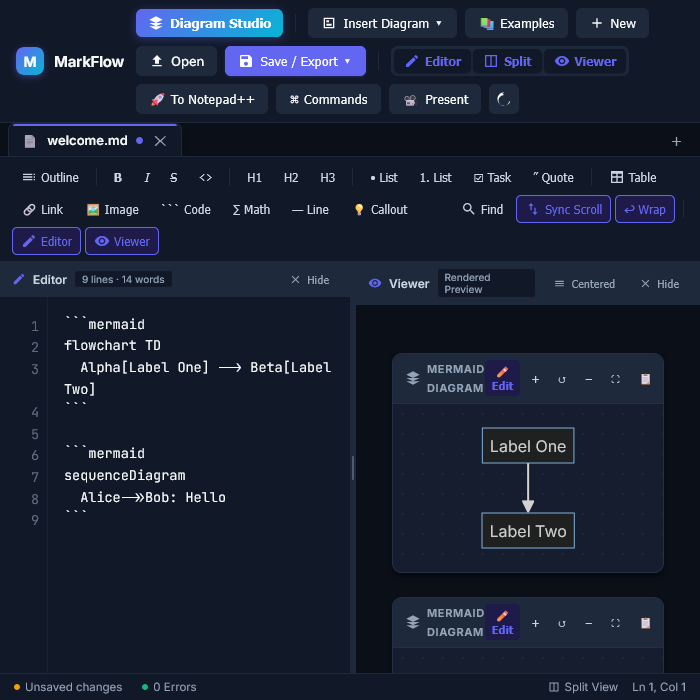 Diagram Studio
Insert Diagram ▾
Examples
+ New
M MarkFlow
Open
Save / Export ▾
Editor
Split
Viewer
To Notepad++
⌘ Commands
Present
welcome.md
+
Outline
B
I
S
<>
H1
H2
H3
• List
1. List
☑ Task
” Quote
Table
Link
Image
``` Code
∑ Math
— Line
Callout
Find
Sync Scroll
↩ Wrap
Editor
Viewer
Editor
9 lines · 14 words
× Hide
1 ```mermaid
2 flowchart TD
3 Alpha[Label One] --> Beta[Label
Two]
4 ```
5
6 ```mermaid
7 sequenceDiagram
8 Alice->>Bob: Hello
9 ```
Viewer
Rendered
Preview
≡ Centered
× Hide
MERMAID
DIAGRAM
Edit
+ ↺ −
Label One
Label Two
MERMAID
DIAGRAM
Edit
+ ↺ −
Unsaved changes
0 Errors
Split View
Ln 1, Col 1